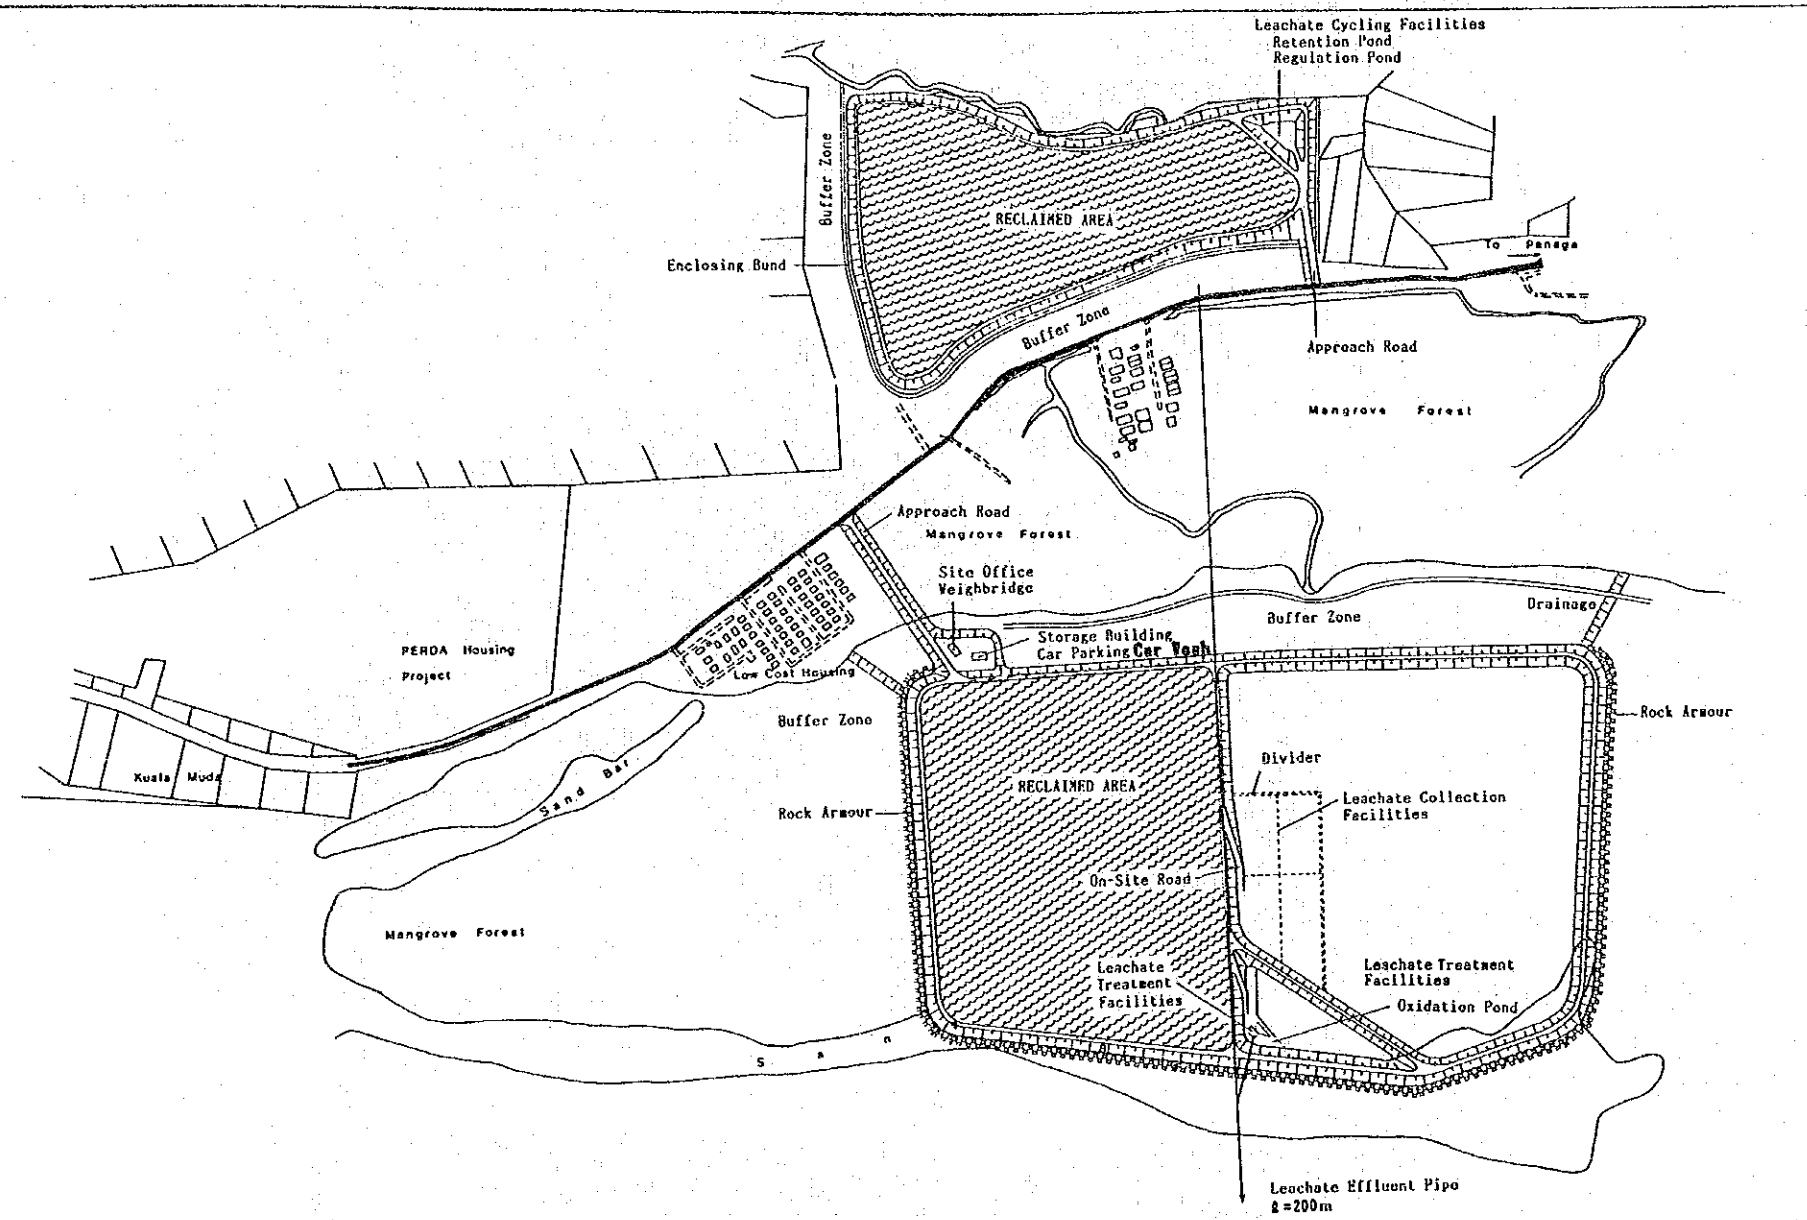 Leachate Cycling Facilities
Retention Pond
Regulation Pond
Buffer Zone
RECLAIMED AREA
To Penaga
Enclosing Bund
Buffer Zone
Approach Road
Mangrove Forest
Approach Road
Mangrove Forest
Site Office
Weighbridge
Drainage
Buffer Zone
Storage Building
Car Parking Car Wash
PERDA Housing
Project
Low Cost Housing
Buffer Zone
Rock Armour
Divider
Kuala Muda
Sand Bar
RECLAIMED AREA
Leachate Collection
Facilities
Rock Armour
On-Site Road
Mangrove Forest
Leachate
Treatment
Facilities
Leachate Treatment
Facilities
Oxidation Pond
San
Leachate Effluent Pipe
ℓ=200m